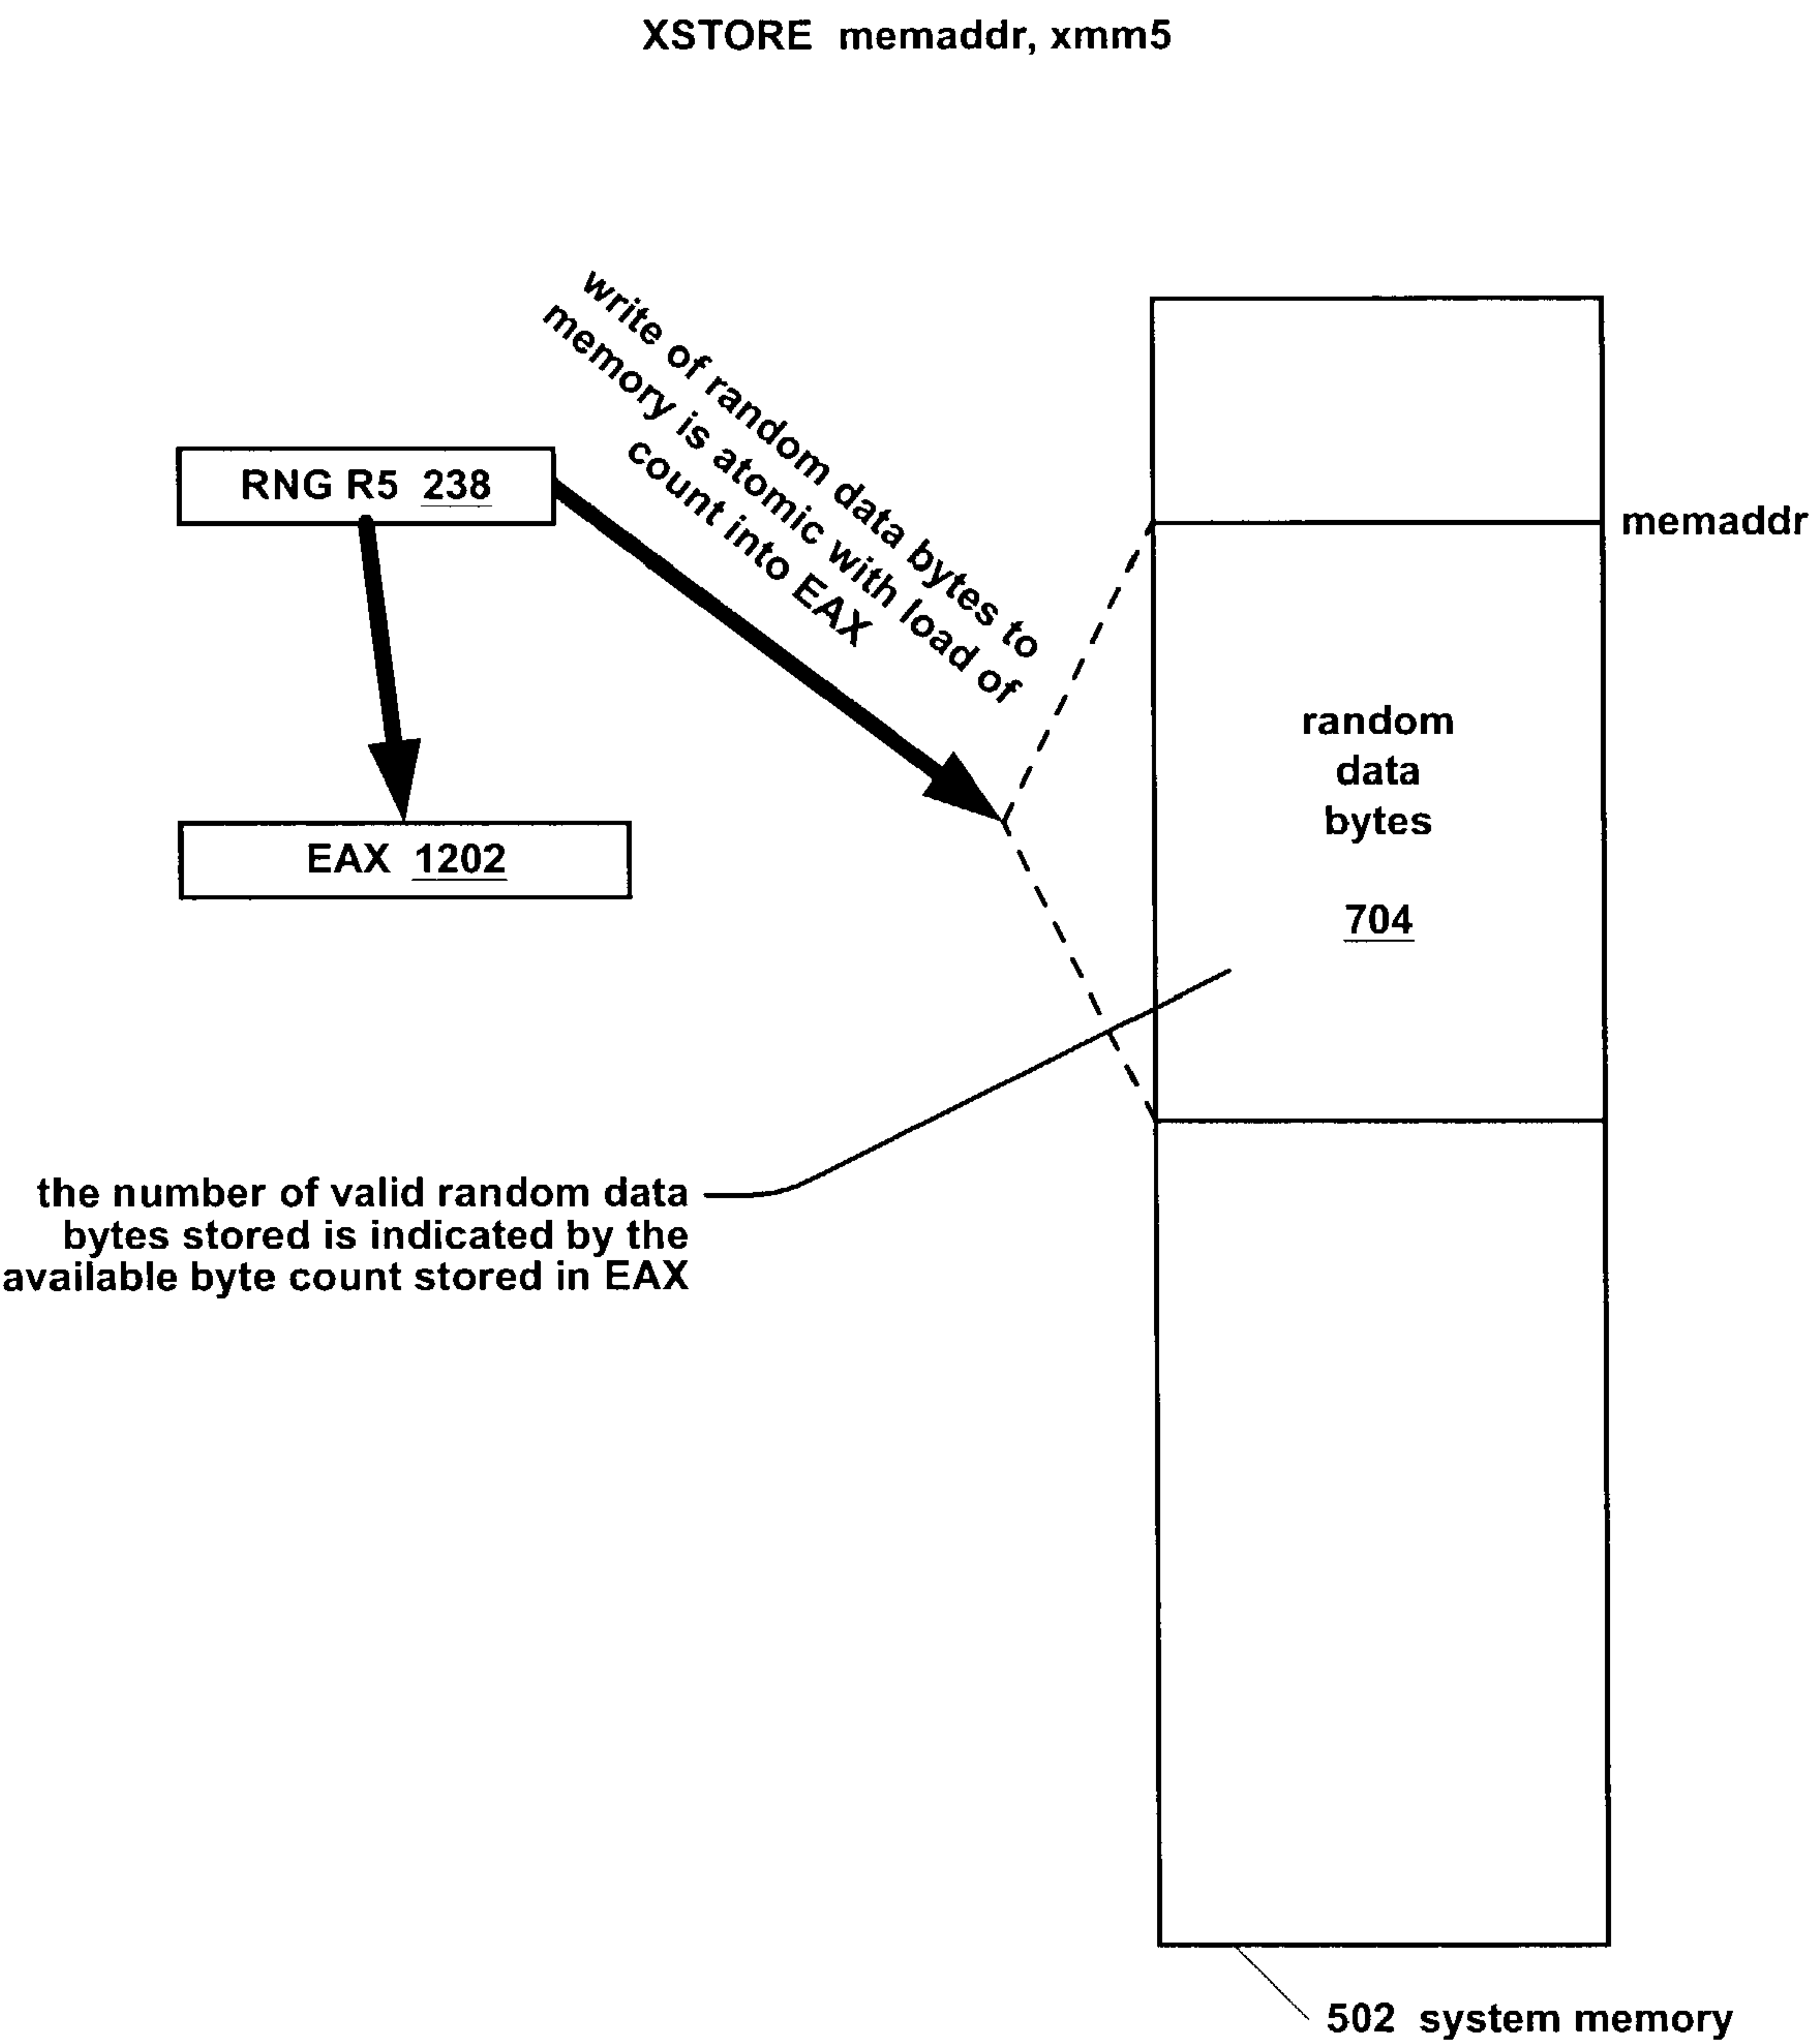 XSTORE memaddr, xmm5
write of random data bytes to
memory is atomic with load of
count into EAX
RNG R5 238
memaddr
random
data
bytes
704
EAX 1202
the number of valid random data
bytes stored is indicated by the
available byte count stored in EAX
502 system memory